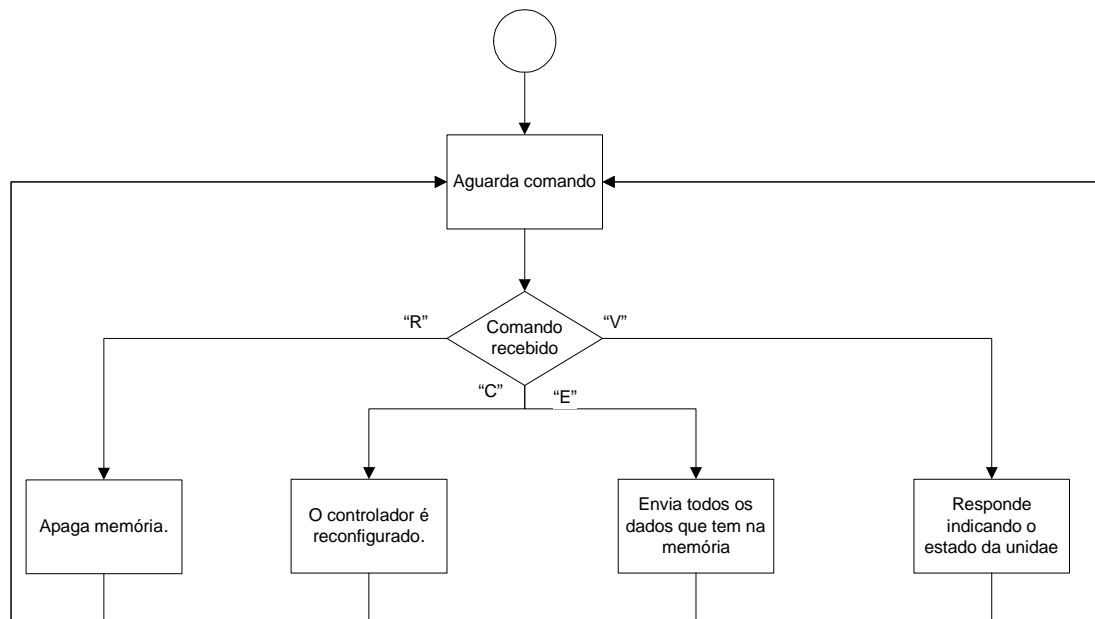 Aguarda comando
Comando
recebido
“R”
“V”
“C”
“E”
Apaga memória.
O controlador é
reconfigurado.
Envia todos os
dados que tem na
memória
Responde
indicando o
estado da unidae